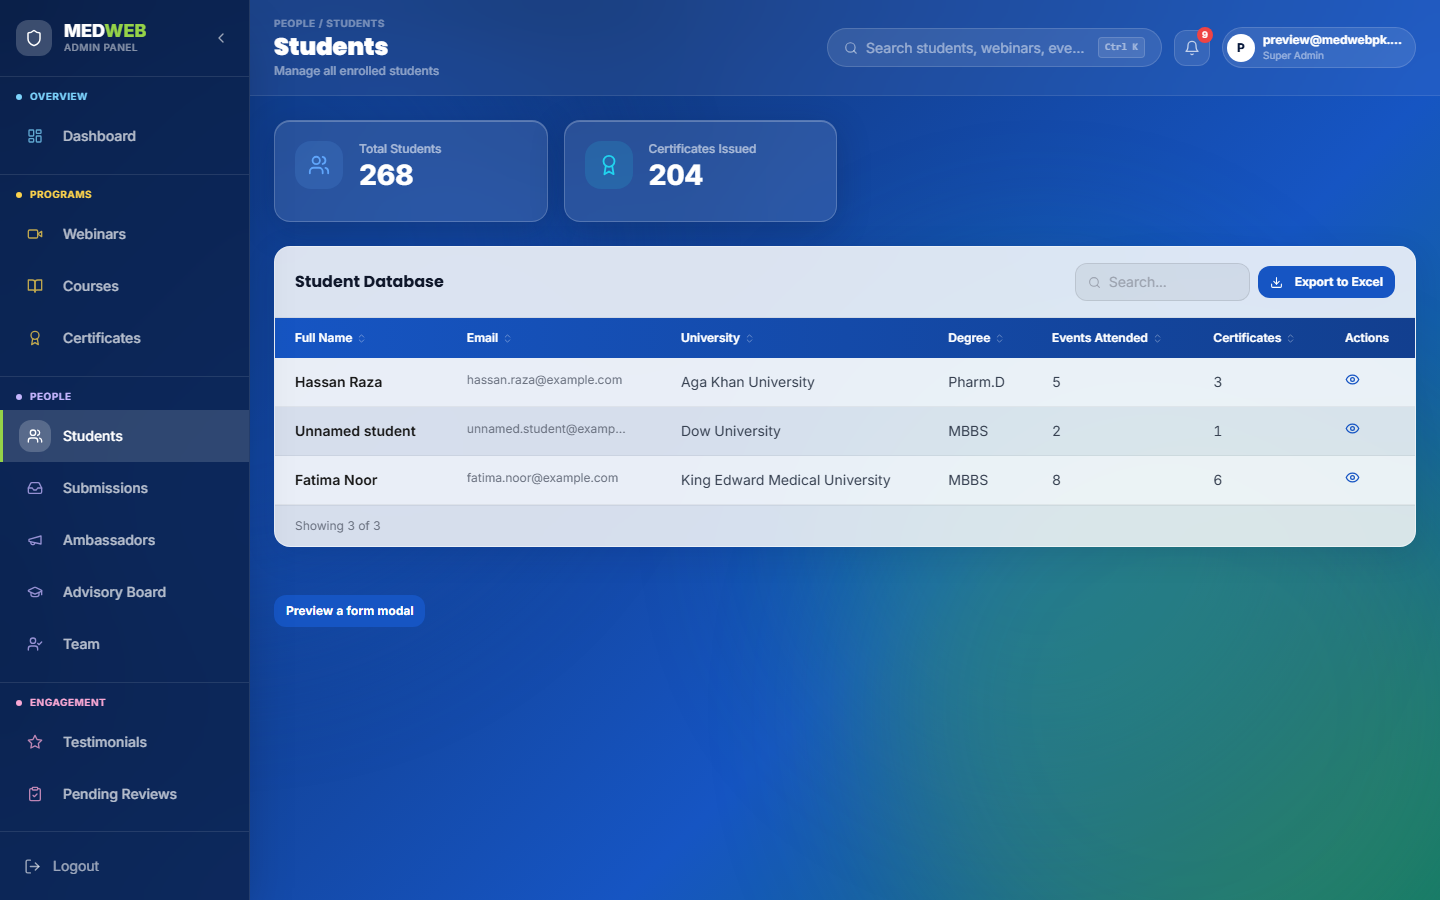 MEDWEB
ADMIN PANEL
OVERVIEW
Dashboard
PROGRAMS
Webinars
Courses
Certificates
PEOPLE
Students
Submissions
Ambassadors
Advisory Board
Team
ENGAGEMENT
Testimonials
Pending Reviews
Logout
PEOPLE / STUDENTS
Students
Manage all enrolled students
Search students, webinars, eve... Ctrl K
9
P
preview@medwebpk....
Super Admin
Total Students
268
Certificates Issued
204
Student Database
Search...
Export to Excel
Full Name Email University Degree Events Attended Certificates Actions
Hassan Raza hassan.raza@example.com Aga Khan University Pharm.D 5 3
Unnamed student unnamed.student@examp... Dow University MBBS 2 1
Fatima Noor fatima.noor@example.com King Edward Medical University MBBS 8 6
Showing 3 of 3
Preview a form modal